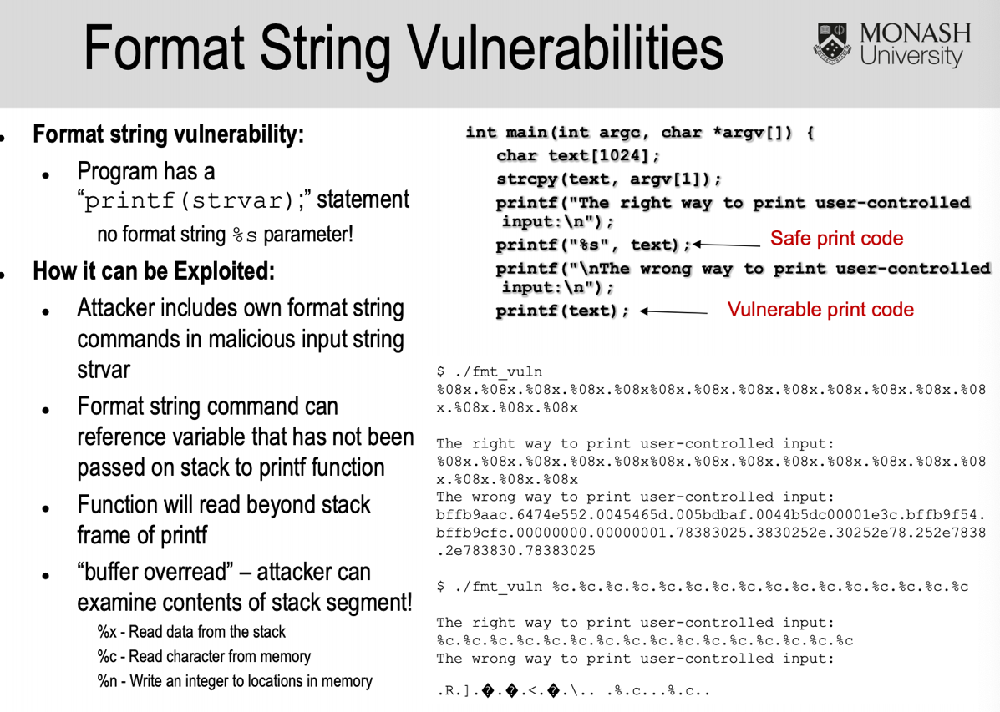 Format String Vulnerabilities
MONASH
University
• Format string vulnerability:
• Program has a
“printf(strvar);” statement
no format string %s parameter!
• How it can be Exploited:
• Attacker includes own format string
commands in malicious input string
strvar
• Format string command can
reference variable that has not been
passed on stack to printf function
• Function will read beyond stack
frame of printf
• “buffer overread” – attacker can
examine contents of stack segment!
%x - Read data from the stack
%c - Read character from memory
%n - Write an integer to locations in memory
int main(int argc, char *argv[]) {
char text[1024];
strcpy(text, argv[1]);
printf("The right way to print user-controlled
input:\n");
printf("%s", text);
Safe print code
printf("\nThe wrong way to print user-controlled
input:\n");
printf(text);
Vulnerable print code
$ ./fmt_vuln
%08x.%08x.%08x.%08x.%08x%08x.%08x.%08x.%08x.%08x.%08x.%08
x.%08x.%08x.%08x
The right way to print user-controlled input:
%08x.%08x.%08x.%08x.%08x%08x.%08x.%08x.%08x.%08x.%08x.%08
x.%08x.%08x.%08x
The wrong way to print user-controlled input:
bffb9aac.6474e552.0045465d.005bdbaf.0044b5dc00001e3c.bffb9f54.
bffb9cfc.00000000.00000001.78383025.3830252e.30252e78.252e7838
.2e783830.78383025
$ ./fmt_vuln %c.%c.%c.%c.%c.%c.%c.%c.%c.%c.%c.%c.%c.%c.%c.%c
The right way to print user-controlled input:
%c.%c.%c.%c.%c.%c.%c.%c.%c.%c.%c.%c.%c.%c.%c.%c
The wrong way to print user-controlled input:
.R.].�.�.<.�.\.. .%.c...%.c..